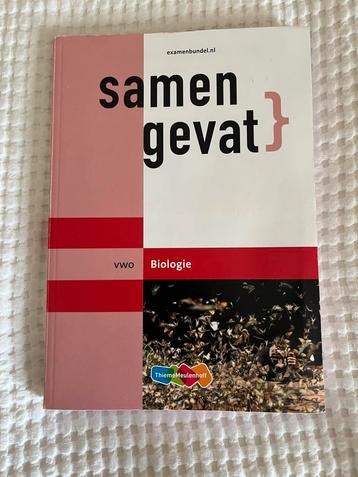 examenbundel.nl
samen
gevat}
vwo Biologie
ThiemeMeulenhoff